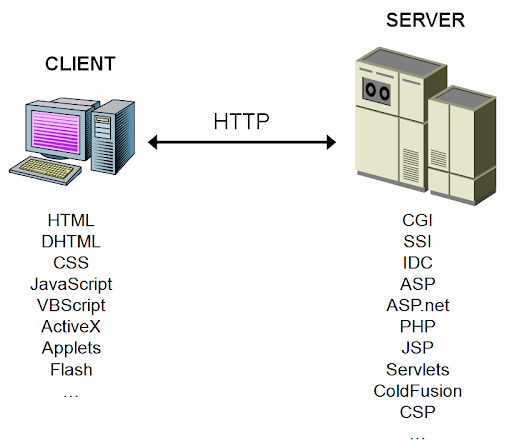 SERVER
CLIENT
HTTP
HTML
DHTML
CSS
JavaScript
VBScript
ActiveX
Applets
Flash
...
CGI
SSI
IDC
ASP
ASP.net
PHP
JSP
Servlets
ColdFusion
CSP
...